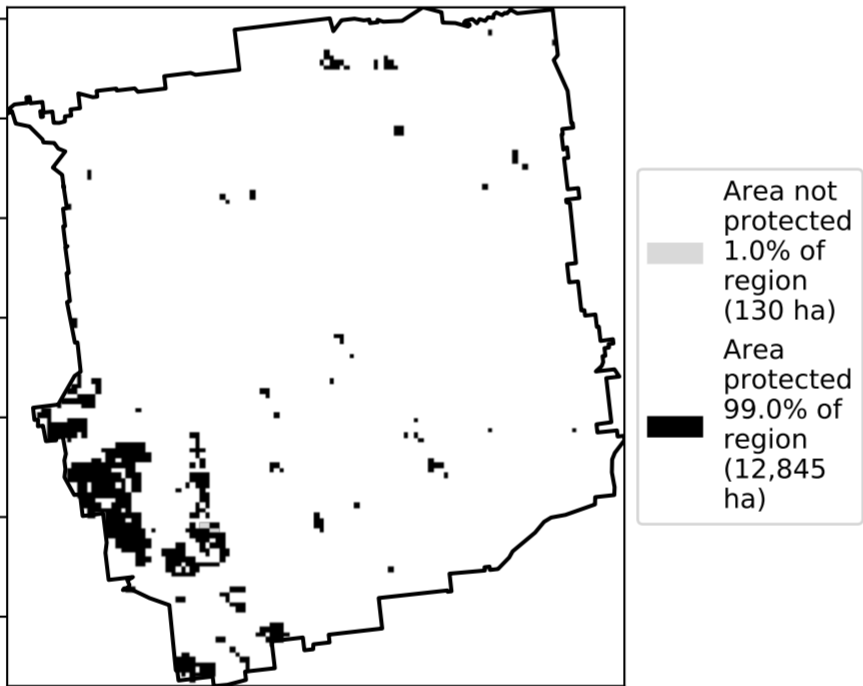 Area not
protected
1.0% of
region
(130 ha)
Area
protected
99.0% of
region
(12,845
ha)